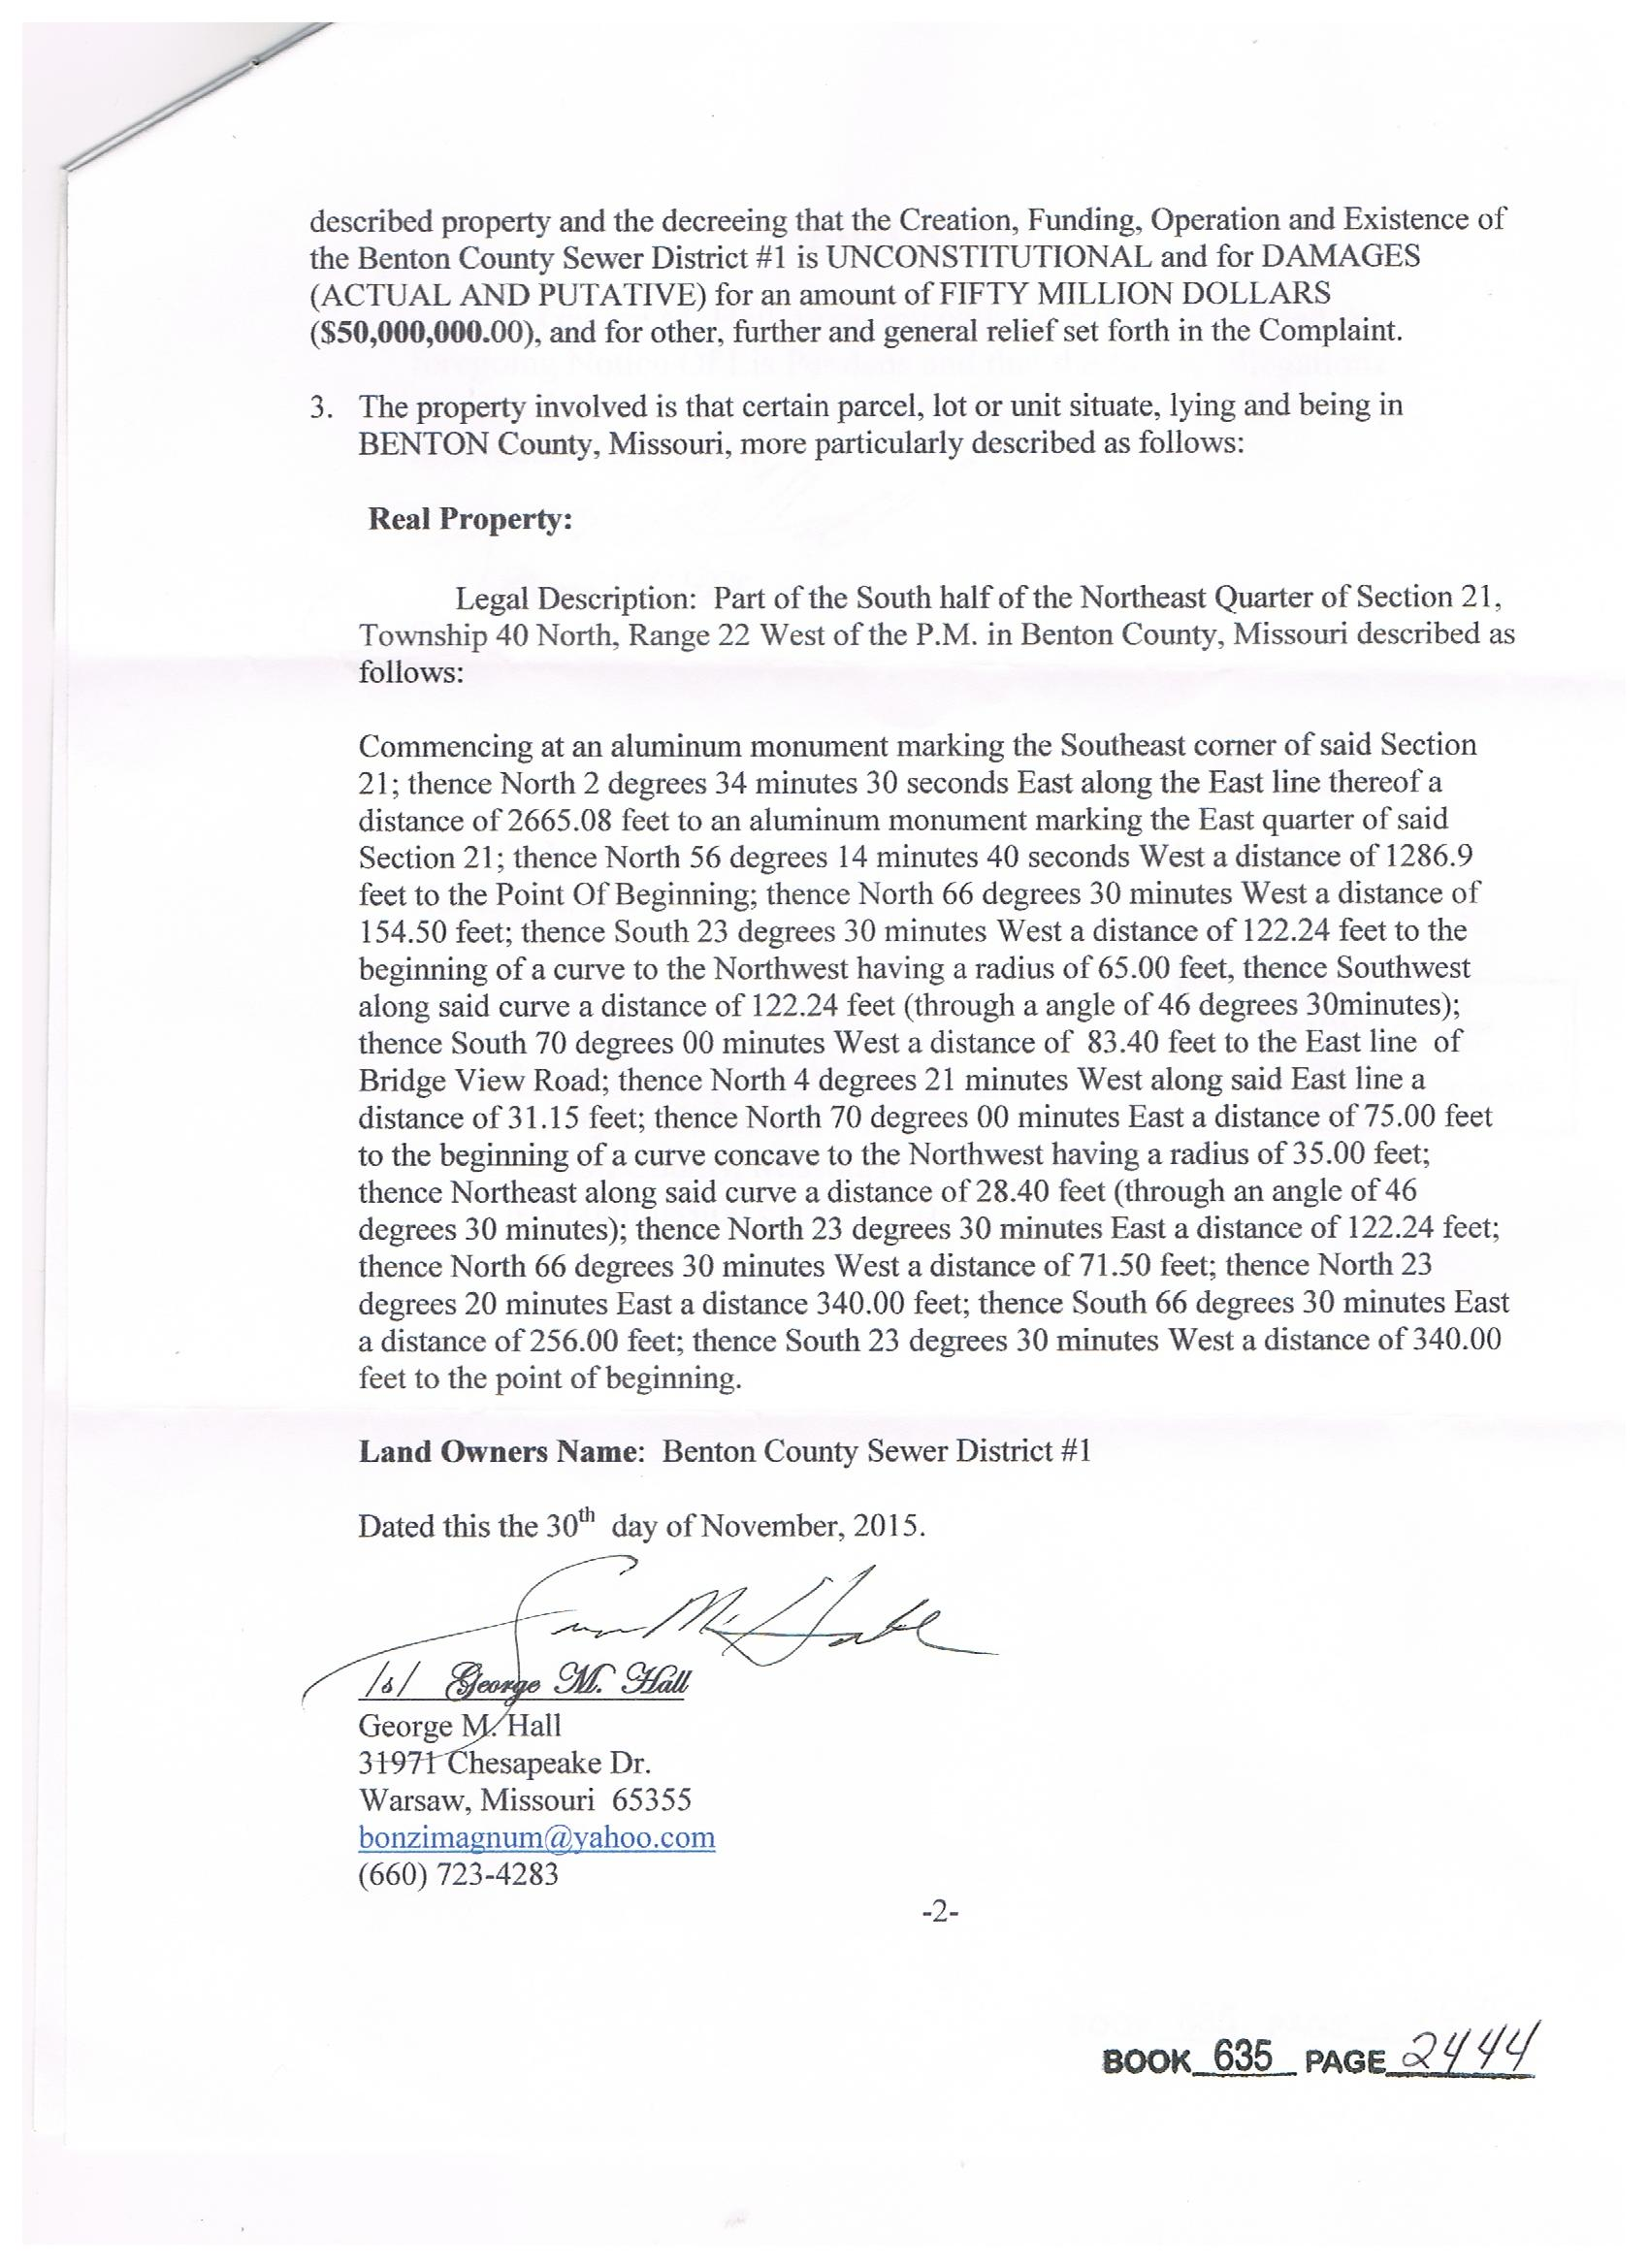 described property and the decreeing that the Creation, Funding, Operation and Existence of
the Benton County Sewer District #1 is UNCONSTITUTIONAL and for DAMAGES
(ACTUAL AND PUTATIVE) for an amount of FIFTY MILLION DOLLARS
($50,000,000.00), and for other, further and general relief set forth in the Complaint.
3. The property involved is that certain parcel, lot or unit situate, lying and being in
BENTON County, Missouri, more particularly described as follows:
Real Property:
Legal Description: Part of the South half of the Northeast Quarter of Section 21,
Township 40 North, Range 22 West of the P.M. in Benton County, Missouri described as
follows:
Commencing at an aluminum monument marking the Southeast corner of said Section
21; thence North 2 degrees 34 minutes 30 seconds East along the East line thereof a
distance of 2665.08 feet to an aluminum monument marking the East quarter of said
Section 21; thence North 56 degrees 14 minutes 40 seconds West a distance of 1286.9
feet to the Point Of Beginning; thence North 66 degrees 30 minutes West a distance of
154.50 feet; thence South 23 degrees 30 minutes West a distance of 122.24 feet to the
beginning of a curve to the Northwest having a radius of 65.00 feet, thence Southwest
along said curve a distance of 122.24 feet (through a angle of 46 degrees 30minutes);
thence South 70 degrees 00 minutes West a distance of 83.40 feet to the East line of
Bridge View Road; thence North 4 degrees 21 minutes West along said East line a
distance of 31.15 feet; thence North 70 degrees 00 minutes East a distance of 75.00 feet
to the beginning of a curve concave to the Northwest having a radius of 35.00 feet;
thence Northeast along said curve a distance of 28.40 feet (through an angle of 46
degrees 30 minutes); thence North 23 degrees 30 minutes East a distance of 122.24 feet;
thence North 66 degrees 30 minutes West a distance of 71.50 feet; thence North 23
degrees 20 minutes East a distance 340.00 feet; thence South 66 degrees 30 minutes East
a distance of 256.00 feet; thence South 23 degrees 30 minutes West a distance of 340.00
feet to the point of beginning.
Land Owners Name: Benton County Sewer District #1
Dated this the 30th day of November, 2015.
/s/ George M. Hall
George M. Hall
31971 Chesapeake Dr.
Warsaw, Missouri 65355
bonzimagnum@yahoo.com
(660) 723-4283
-2-
BOOK 635 PAGE 2444